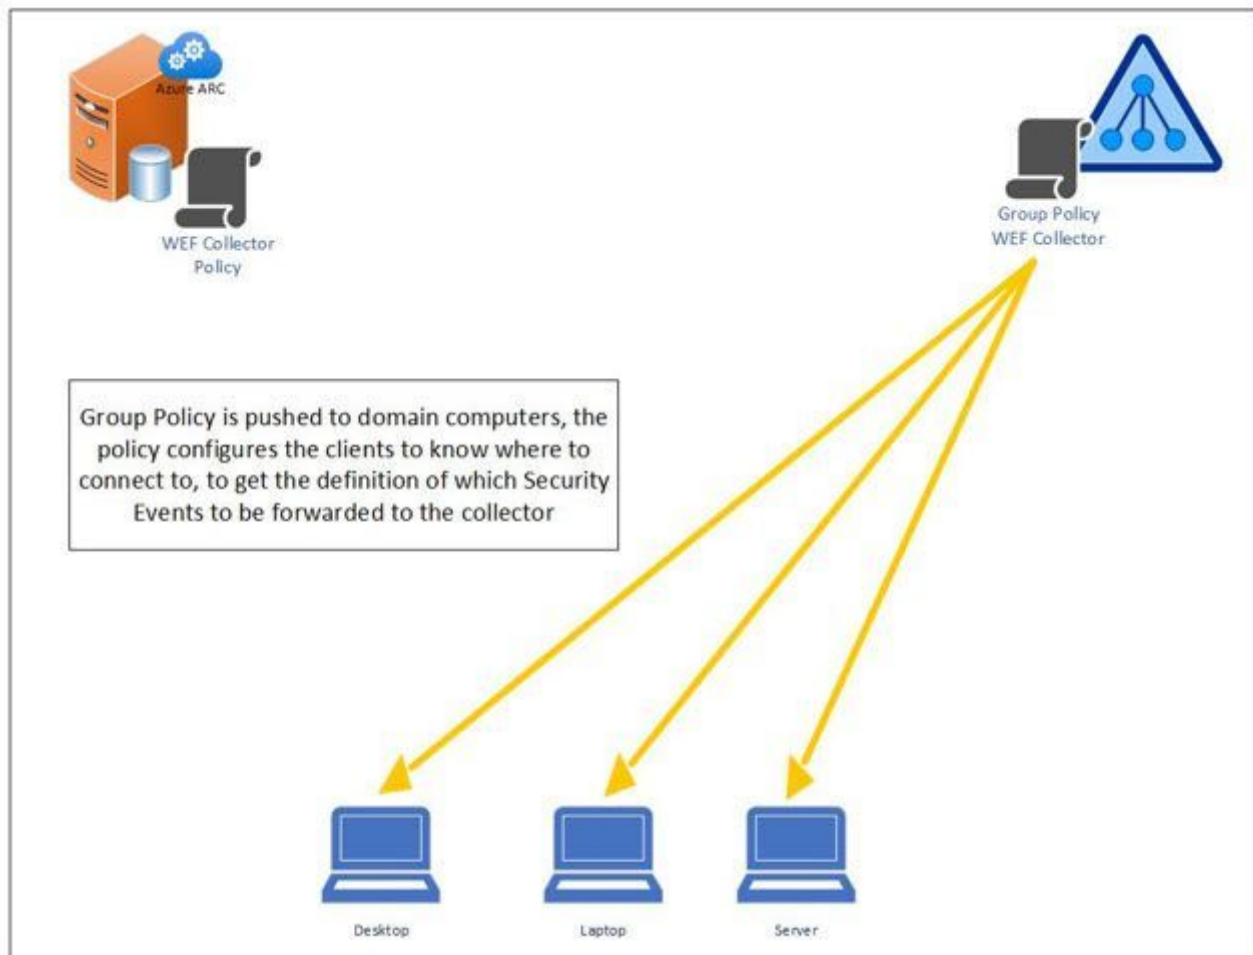 Azure ARC
WEF Collector
Policy
Group Policy
WEF Collector
Group Policy is pushed to domain computers, the
policy configures the clients to know where to
connect to, to get the definition of which Security
Events to be forwarded to the collector
Desktop
Laptop
Server